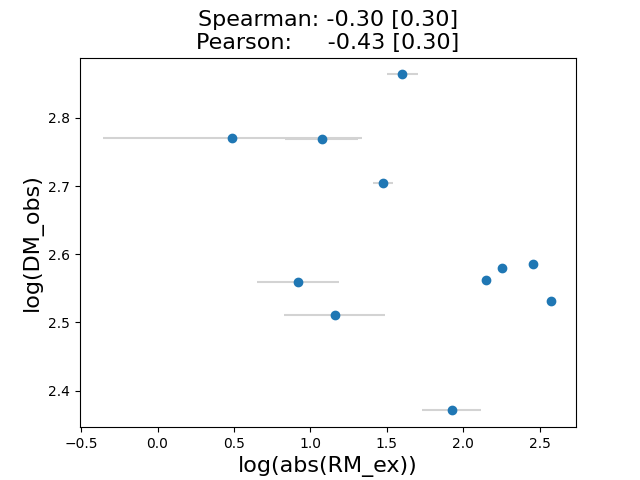 Spearman: -0.30 [0.30]
Pearson: -0.43 [0.30]
log(DM_obs)
2.8
2.7
2.6
2.5
2.4
−0.5 0.0 0.5 1.0 1.5 2.0 2.5
log(abs(RM_ex))